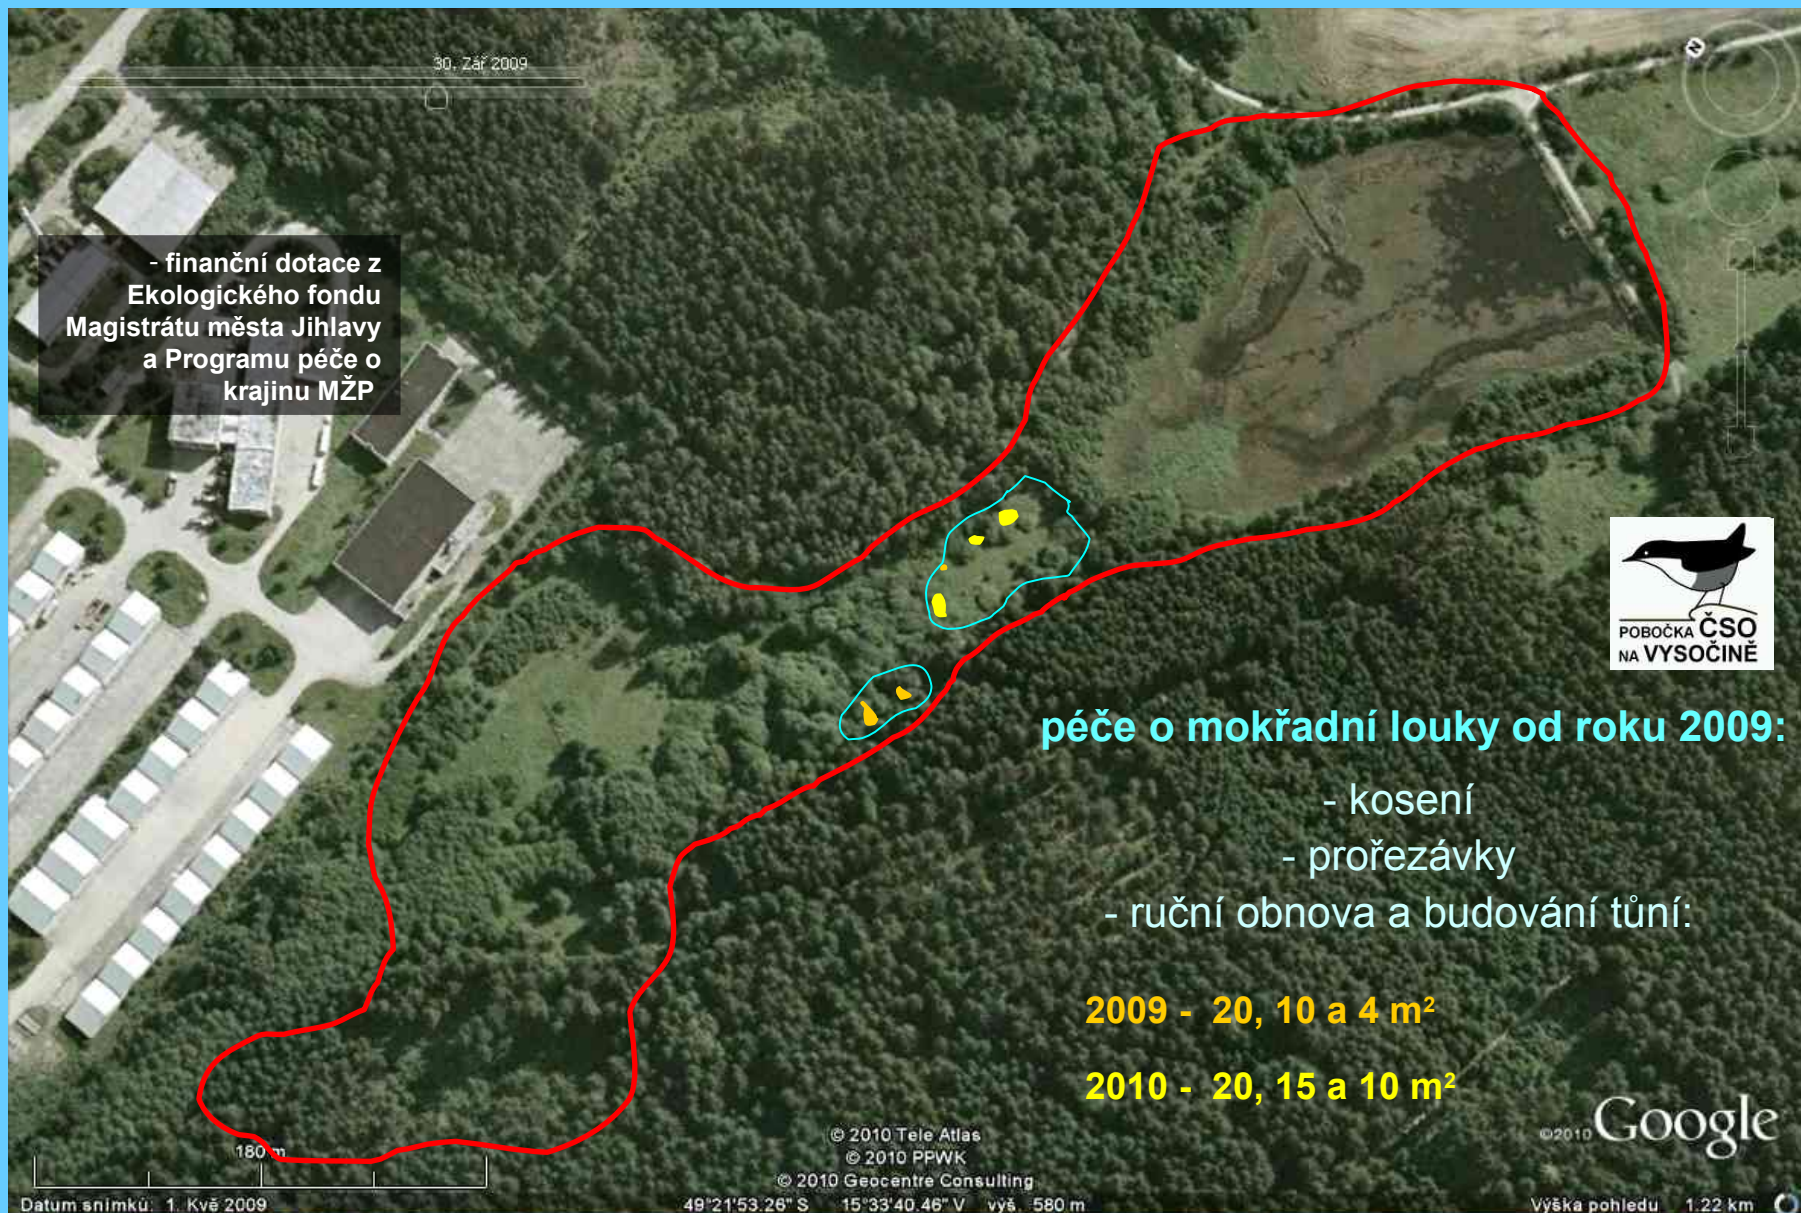 30. Zář 2009
N
- finanční dotace z
Ekologického fondu
Magistrátu města Jihlavy
a Programu péče o
krajinu MŽP
POBOČKA ČSO
NA VYSOČINĚ
péče o mokřadní louky od roku 2009:
- kosení
- prořezávky
- ruční obnova a budování tůní:
2009 - 20, 10 a 4 m²
2010 - 20, 15 a 10 m²
180 m
© 2010 Tele Atlas
© 2010 PPWK
© 2010 Geocentre Consulting
©2010 Google
Datum snímků: 1. Kvě 2009
49°21'53.26" S 15°33'40.46" V výš. 580 m
Výška pohledu 1.22 km